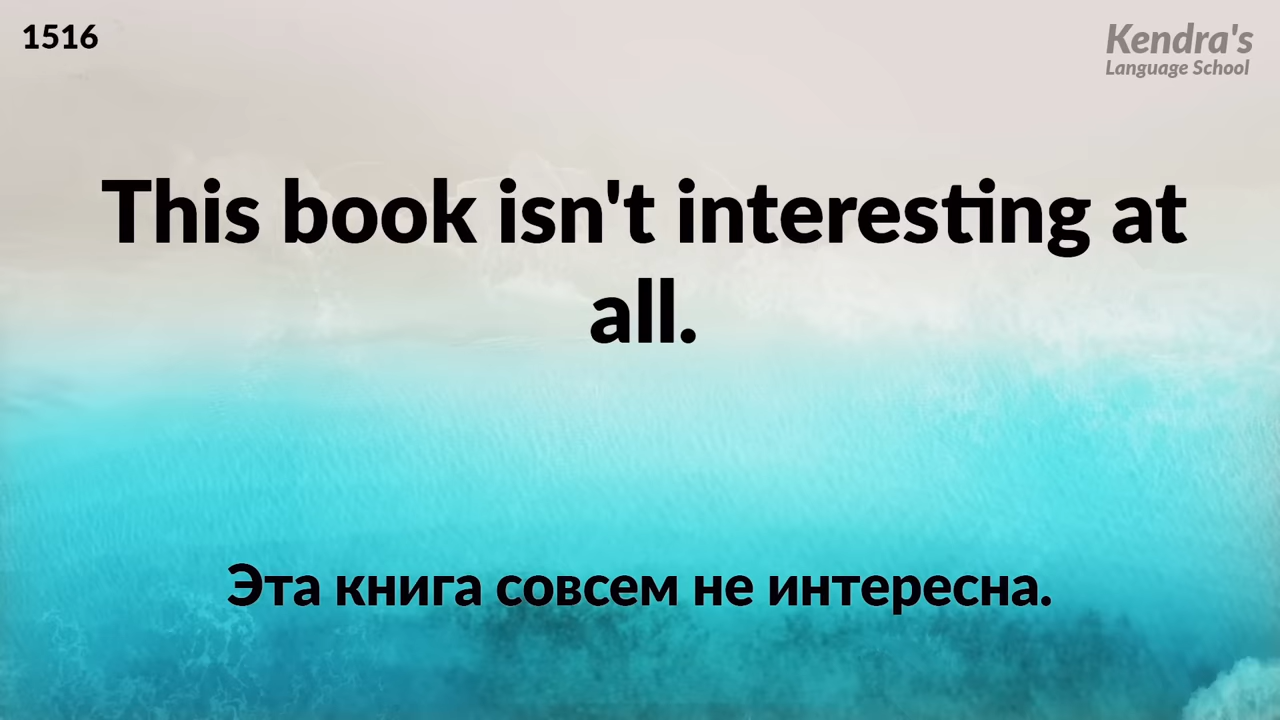 1516
Kendra's
Language School
This book isn't interesting at
all.
Эта книга совсем не интересна.